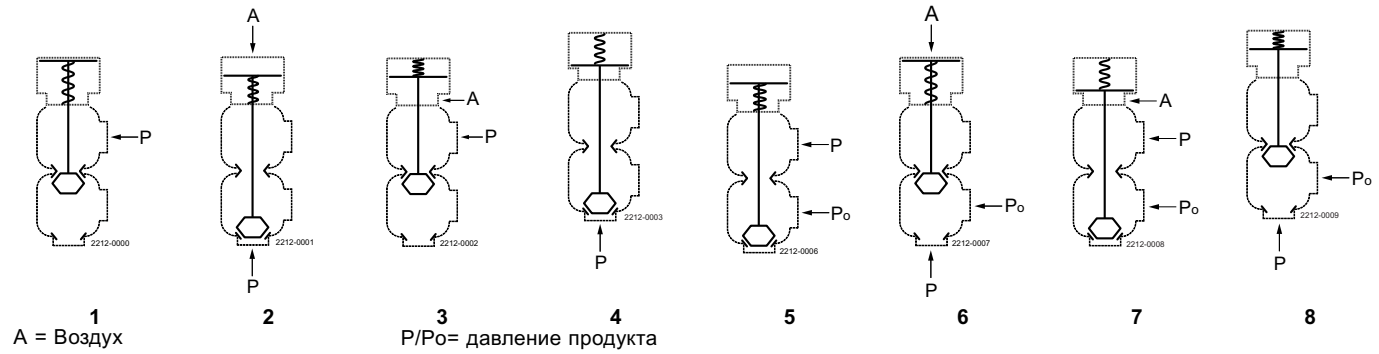 A
A
A
A
P
P
P
P
P
Po
Po
P
Po
Po
P
P
2212-0000
2212-0001
2212-0002
2212-0003
2212-0006
2212-0007
2212-0008
2212-0009
P
P
1 2 3 4 5 6 7 8
A = Воздух P/Po= давление продукта